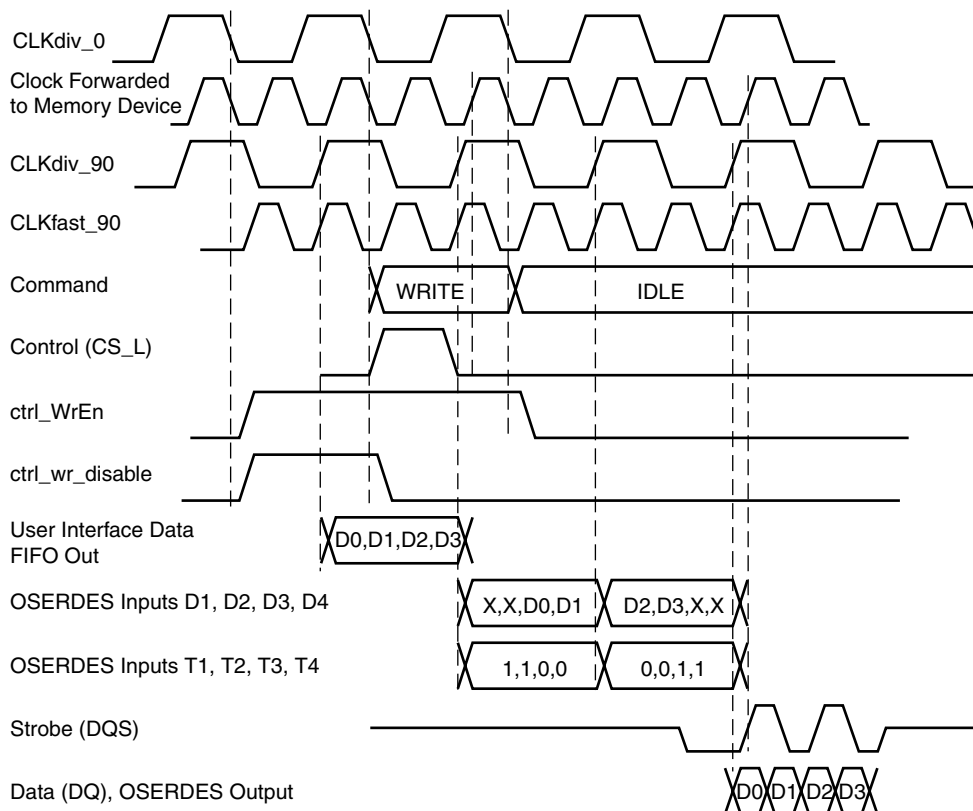 CLKdiv_0
Clock Forwarded
to Memory Device
CLKdiv_90
CLKfast_90
Command
WRITE
IDLE
Control (CS_L)
ctrl_WrEn
ctrl_wr_disable
User Interface Data
FIFO Out
D0,D1,D2,D3
OSERDES Inputs D1, D2, D3, D4
X,X,D0,D1
D2,D3,X,X
OSERDES Inputs T1, T2, T3, T4
1,1,0,0
0,0,1,1
Strobe (DQS)
Data (DQ), OSERDES Output
D0
D1
D2
D3